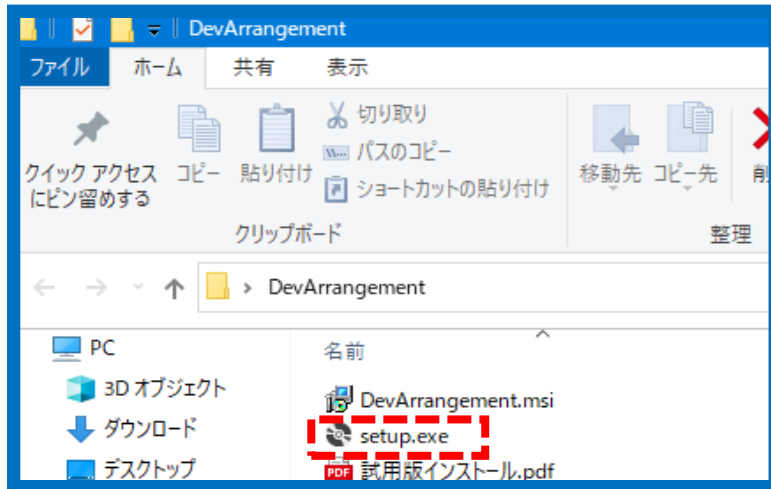 DevArrangement
ファイル ホーム 共有 表示
クイック アクセス
にピン留めする
コピー
貼り付け
切り取り
パスのコピー
ショートカットの貼り付け
移動先 コピー先 削
クリップボード 整理
DevArrangement
PC 名前
3D オブジェクト DevArrangement.msi
ダウンロード setup.exe
デスクトップ PDF 試用版インストール.pdf